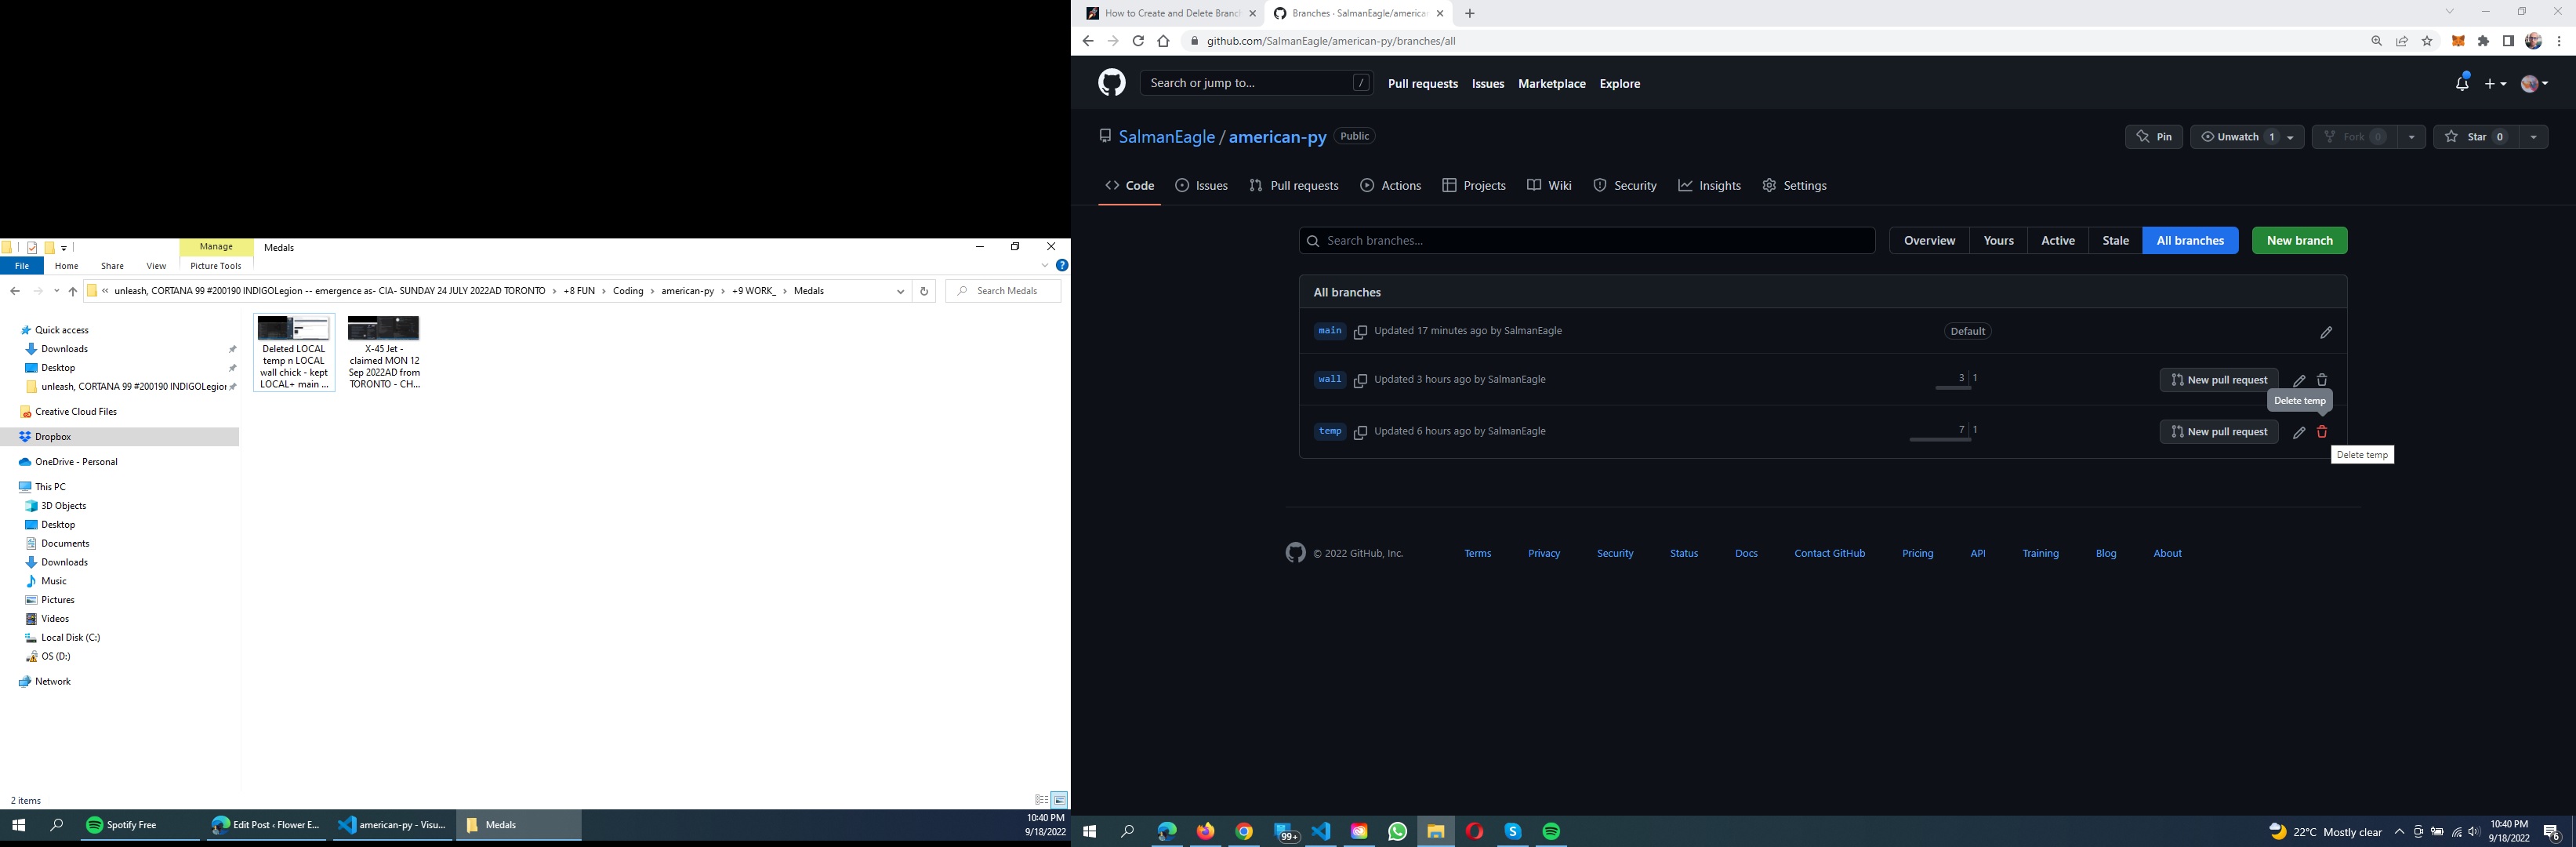 Manage
Medals
File
Home
Share
View
Picture Tools
unleash, CORTANA 99 #200190 INDIGOLegion -- emergence as- CIA- SUNDAY 24 JULY 2022AD TORONTO › +8 FUN › Coding › american-py › +9 WORK_ › Medals
Search Medals
Quick access
Downloads
Desktop
unleash, CORTANA 99 #200190 INDIGOLegion
Creative Cloud Files
Dropbox
OneDrive - Personal
This PC
3D Objects
Desktop
Documents
Downloads
Music
Pictures
Videos
Local Disk (C:)
OS (D:)
Network
Deleted LOCAL
temp n LOCAL
wall chick - kept
LOCAL+ main ...
X-45 Jet -
claimed MON 12
Sep 2022AD from
TORONTO - CH...
2 items
Spotify Free
Edit Post ‹ Flower E...
american-py - Visu...
Medals
10:40 PM
9/18/2022
How to Create and Delete Branch
Branches · SalmanEagle/america
github.com/SalmanEagle/american-py/branches/all
Search or jump to...
/
Pull requests
Issues
Marketplace
Explore
SalmanEagle / american-py
Public
Pin
Unwatch 1
Fork 0
Star 0
Code
Issues
Pull requests
Actions
Projects
Wiki
Security
Insights
Settings
Search branches...
Overview
Yours
Active
Stale
All branches
New branch
All branches
main
Updated 17 minutes ago by SalmanEagle
Default
wall
Updated 3 hours ago by SalmanEagle
3 | 1
New pull request
Delete temp
temp
Updated 6 hours ago by SalmanEagle
7 | 1
New pull request
Delete temp
© 2022 GitHub, Inc.
Terms
Privacy
Security
Status
Docs
Contact GitHub
Pricing
API
Training
Blog
About
99+
22°C Mostly clear
10:40 PM
9/18/2022
6